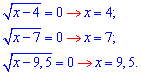 √(x−4) = 0 → x = 4;
√(x−7) = 0 → x = 7;
√(x−9,5) = 0 → x = 9,5.